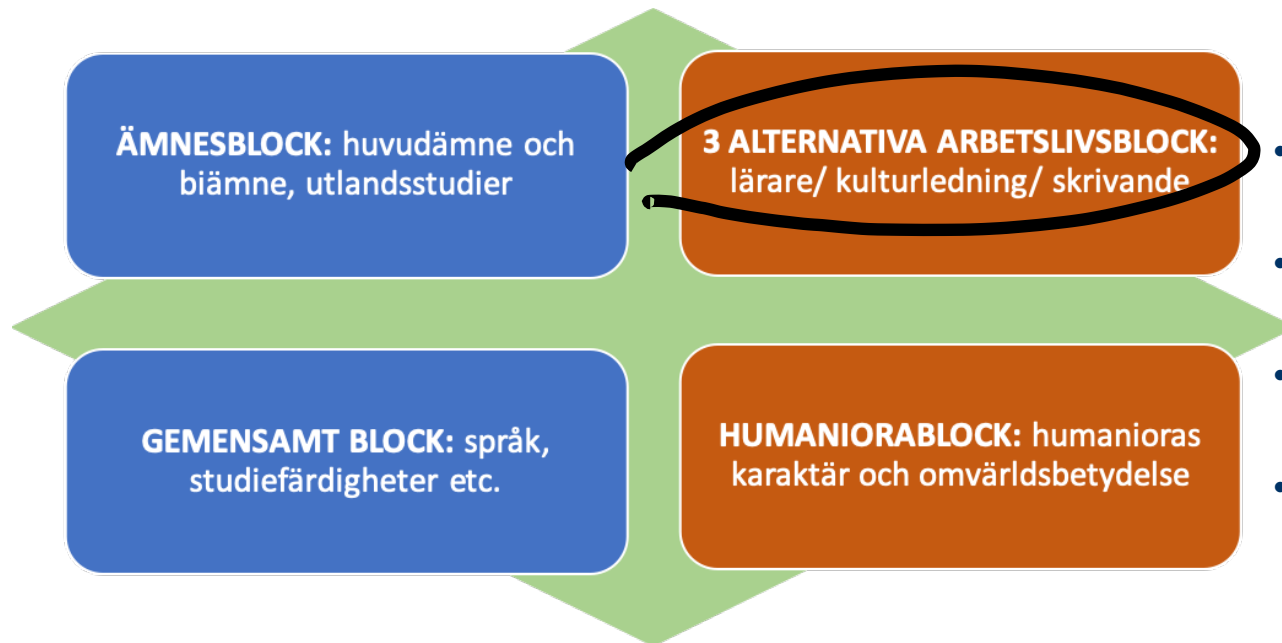 ÄMNESBLOCK: huvudämne och
biämne, utlandsstudier
3 ALTERNATIVA ARBETSLIVSBLOCK:
lärare/ kulturledning/ skrivande
GEMENSAMT BLOCK: språk,
studiefärdigheter etc.
HUMANIORABLOCK: humanioras
karaktär och omvärldsbetydelse